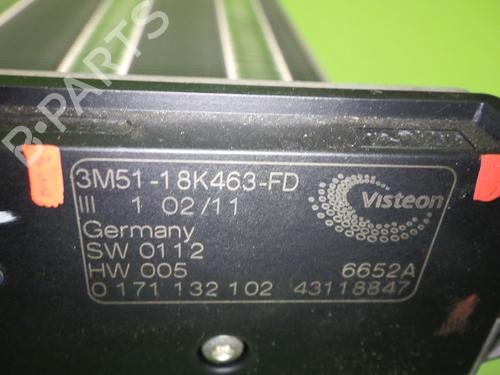 B-PARTS
3M51-18K463-FD
III 1 02/11
Visteon
Germany
SW 0112
HW 005 6652A
0 171 132 102 43118847